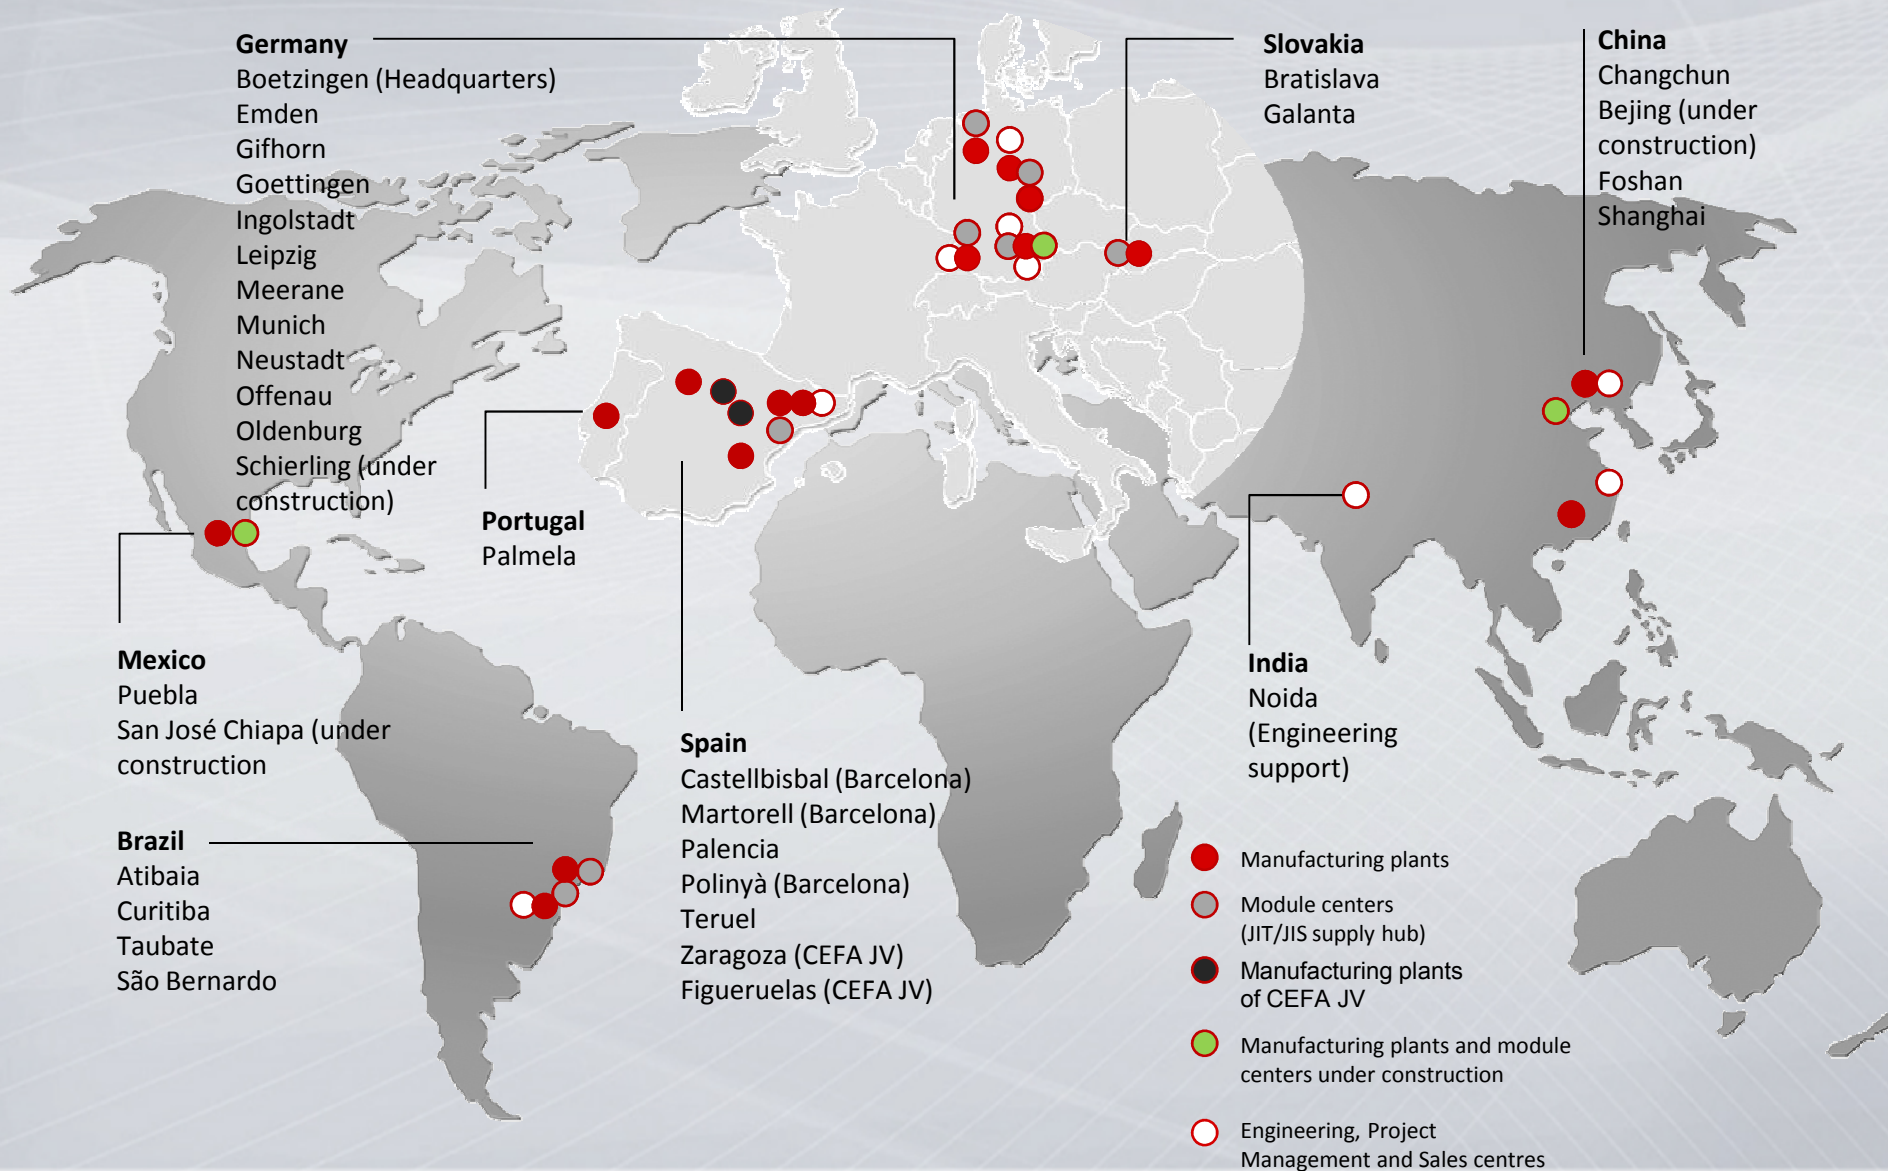 Germany
Boetzingen (Headquarters)
Emden
Gifhorn
Goettingen
Ingolstadt
Leipzig
Meerane
Munich
Neustadt
Offenau
Oldenburg
Schierling (under
construction)
Slovakia
Bratislava
Galanta
China
Changchun
Bejing (under
construction)
Foshan
Shanghai
Portugal
Palmela
Mexico
Puebla
San José Chiapa (under
construction
Brazil
Atibaia
Curitiba
Taubate
São Bernardo
Spain
Castellbisbal (Barcelona)
Martorell (Barcelona)
Palencia
Polinyà (Barcelona)
Teruel
Zaragoza (CEFA JV)
Figueruelas (CEFA JV)
India
Noida
(Engineering
support)
Manufacturing plants
Module centers
(JIT/JIS supply hub)
Manufacturing plants
of CEFA JV
Manufacturing plants and module
centers under construction
Engineering, Project
Management and Sales centres